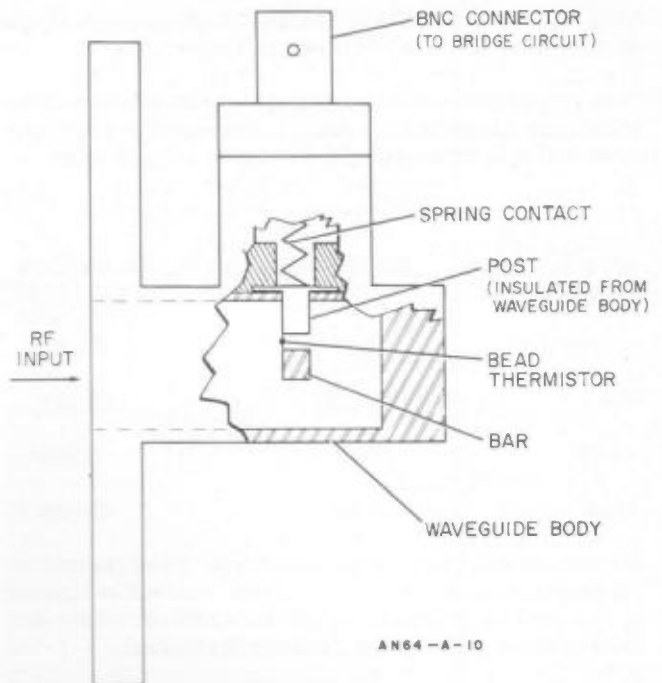 BNC CONNECTOR
(TO BRIDGE CIRCUIT)
SPRING CONTACT
POST
(INSULATED FROM
WAVEGUIDE BODY)
RF
INPUT
BEAD
THERMISTOR
BAR
WAVEGUIDE BODY
AN64-A-10